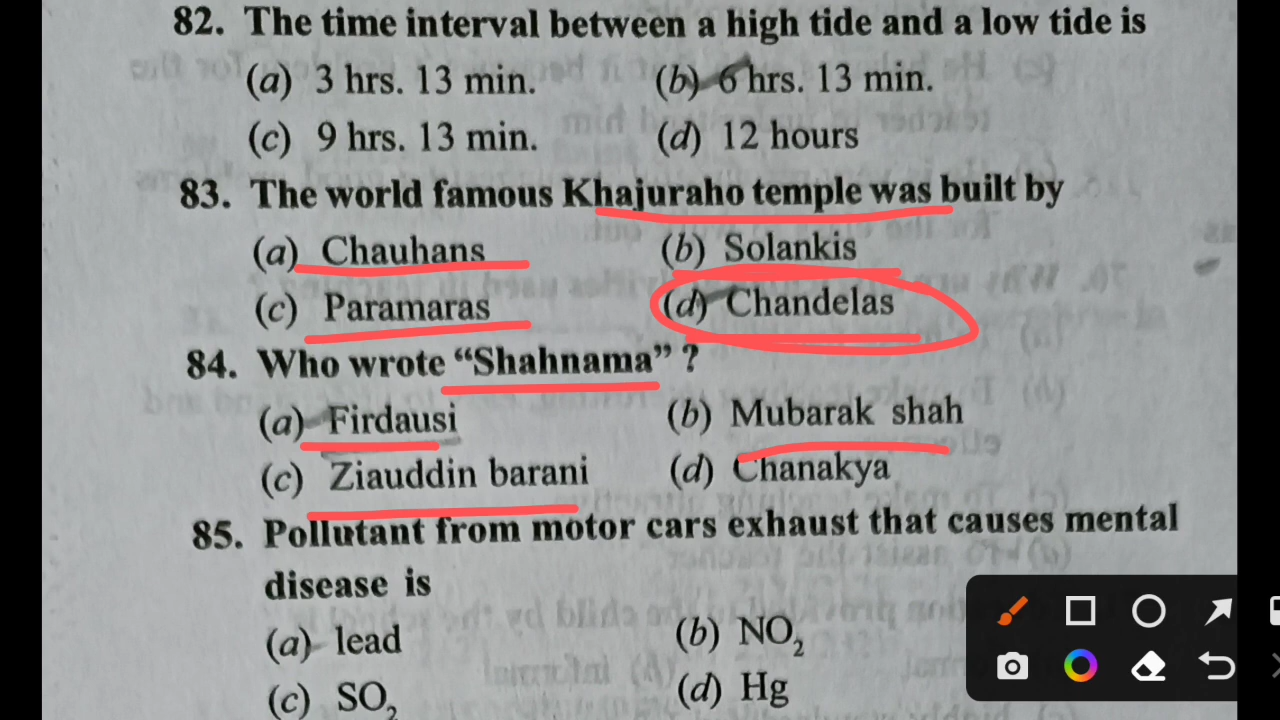 82. The time interval between a high tide and a low tide is
(a) 3 hrs. 13 min. (b) 6 hrs. 13 min.
(c) 9 hrs. 13 min. (d) 12 hours
83. The world famous Khajuraho temple was built by
(a) Chauhans (b) Solankis
(c) Paramaras (d) Chandelas
84. Who wrote “Shahnama” ?
(a) Firdausi (b) Mubarak shah
(c) Ziauddin barani (d) Chanakya
85. Pollutant from motor cars exhaust that causes mental
disease is
(a) lead (b) NO₂
(c) SO₂ (d) Hg